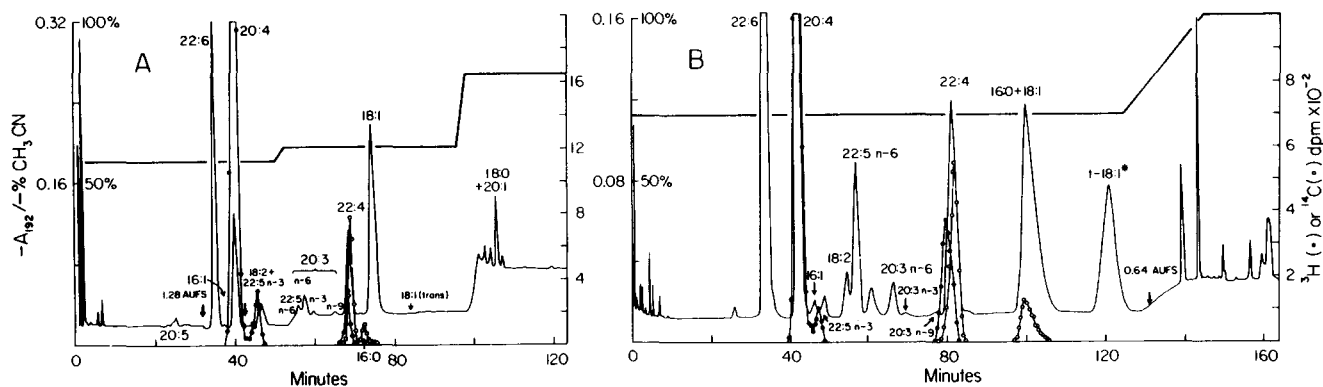 0.32
100%
A
22:6
20:4
18:1
16
12
8
4
-A192/-% CH3 CN
0.16
50%
22:4
18:0
+20:1
20:3
16:1
18:2+
22:5 n-3
n-6
1.28 AUFS
22:5
n-6
n-3
n-9
18:1 (trans)
20:5
16:0
0
40
80
120
Minutes
0.16
100%
B
22:6
20:4
22:4
16:0+18:1
8
6
4
2
3H (•) or 14C(∘) dpm x10-2
22:5 n-6
t-18:1*
0.08
50%
18:2
16:1
20:3 n-6
20:3 n-3
0.64 AUFS
22:5 n-3
20:3 n-9
0
40
80
120
160
Minutes